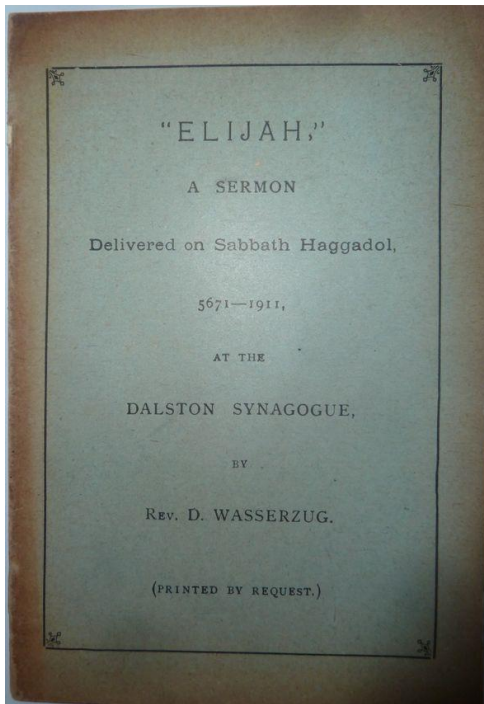 "ELIJAH,"
A SERMON
Delivered on Sabbath Haggadol,
5671—1911,
AT THE
DALSTON SYNAGOGUE,
BY
REV. D. WASSERZUG.
(PRINTED BY REQUEST.)